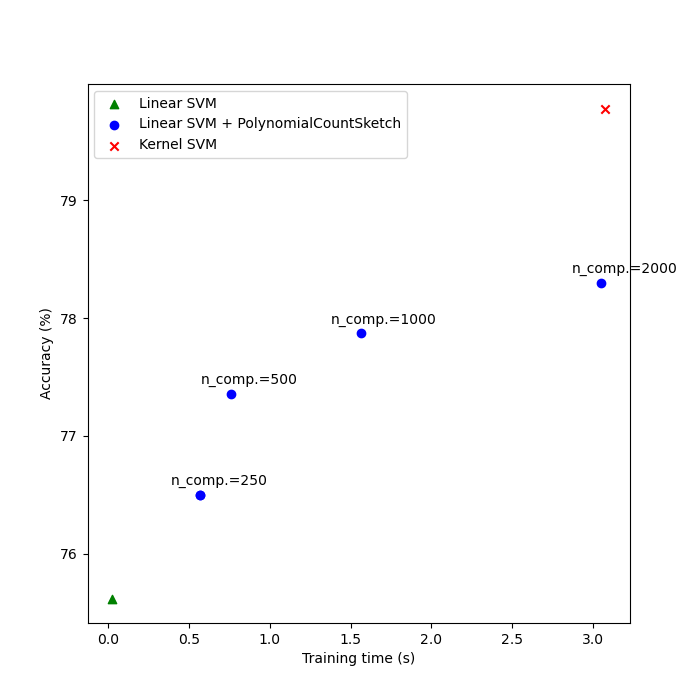 Linear SVM
Linear SVM + PolynomialCountSketch
Kernel SVM
79
n_comp.=2000
78
n_comp.=1000
n_comp.=500
77
n_comp.=250
76
Accuracy (%)
0.0 0.5 1.0 1.5 2.0 2.5 3.0
Training time (s)